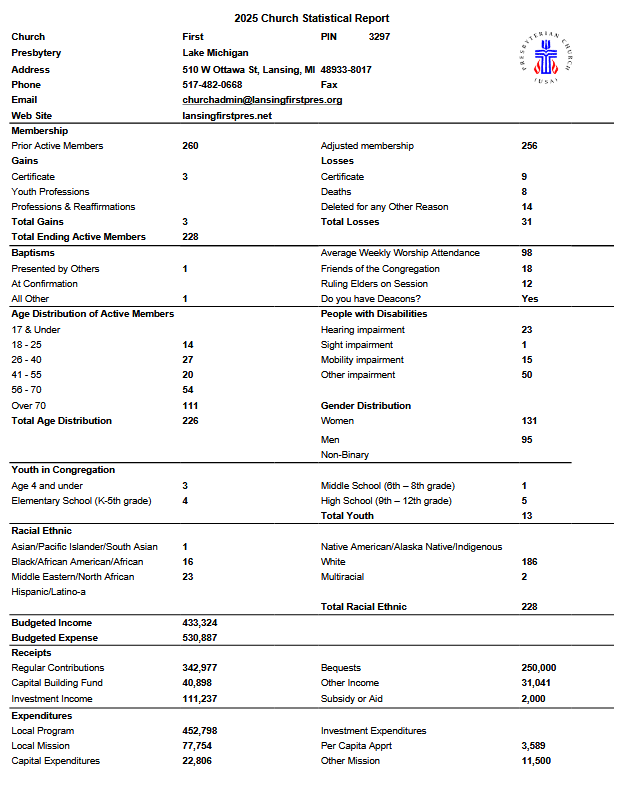 2025 Church Statistical Report
Church First PIN 3297
Presbytery Lake Michigan
Address 510 W Ottawa St, Lansing, MI 48933-8017
Phone 517-482-0668 Fax
Email churchadmin@lansingfirstpres.org
Web Site lansingfirstpres.net
PRESBYTERIAN CHURCH (USA)
Membership
Prior Active Members 260 Adjusted membership 256
Gains Losses
Certificate 3 Certificate 9
Youth Professions Deaths 8
Professions & Reaffirmations Deleted for any Other Reason 14
Total Gains 3 Total Losses 31
Total Ending Active Members 228
Baptisms Average Weekly Worship Attendance 98
Presented by Others 1 Friends of the Congregation 18
At Confirmation Ruling Elders on Session 12
All Other 1 Do you have Deacons? Yes
Age Distribution of Active Members People with Disabilities
17 & Under Hearing impairment 23
18 - 25 14 Sight impairment 1
26 - 40 27 Mobility impairment 15
41 - 55 20 Other impairment 50
56 - 70 54
Over 70 111 Gender Distribution
Total Age Distribution 226 Women 131
Men 95
Non-Binary
Youth in Congregation
Age 4 and under 3 Middle School (6th – 8th grade) 1
Elementary School (K-5th grade) 4 High School (9th – 12th grade) 5
Total Youth 13
Racial Ethnic
Asian/Pacific Islander/South Asian 1 Native American/Alaska Native/Indigenous
Black/African American/African 16 White 186
Middle Eastern/North African 23 Multiracial 2
Hispanic/Latino-a
Total Racial Ethnic 228
Budgeted Income 433,324
Budgeted Expense 530,887
Receipts
Regular Contributions 342,977 Bequests 250,000
Capital Building Fund 40,898 Other Income 31,041
Investment Income 111,237 Subsidy or Aid 2,000
Expenditures
Local Program 452,798 Investment Expenditures
Local Mission 77,754 Per Capita Apprt 3,589
Capital Expenditures 22,806 Other Mission 11,500